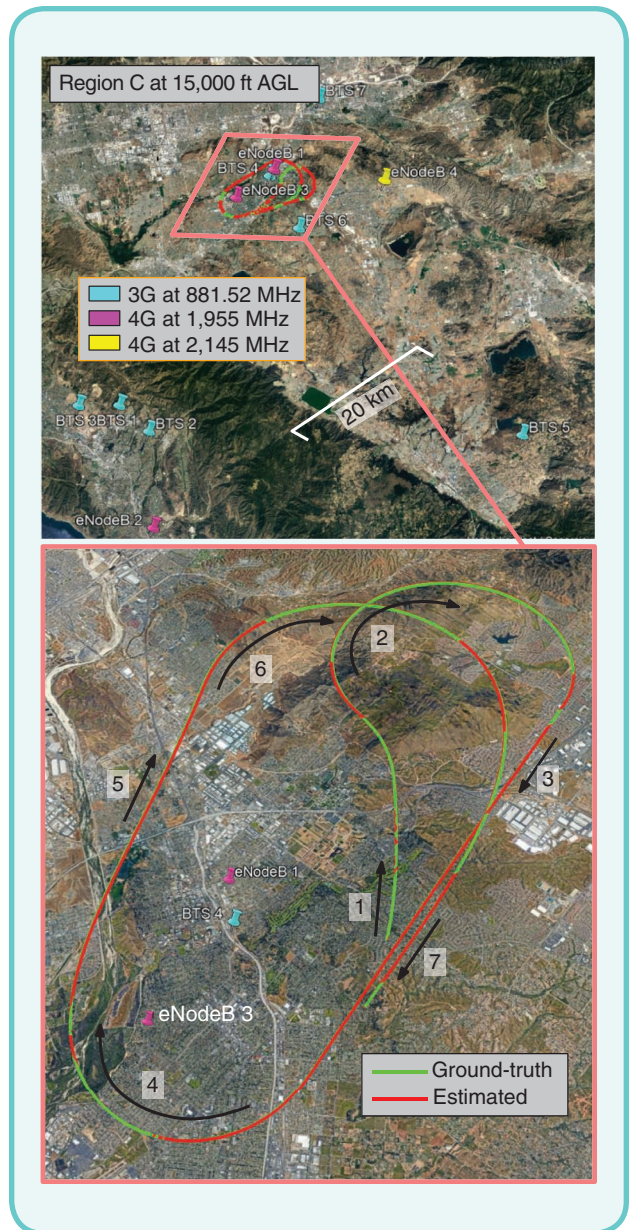 Region C at 15,000 ft AGL
BTS 7
eNodeB 1
BTS 4
eNodeB 4
eNodeB 3
BTS 6
3G at 881.52 MHz
4G at 1,955 MHz
4G at 2,145 MHz
20 km
BTS 3
BTS 1
BTS 2
BTS 5
eNodeB 2
2
6
5
3
eNodeB 1
BTS 4
1
7
eNodeB 3
4
Ground-truth
Estimated